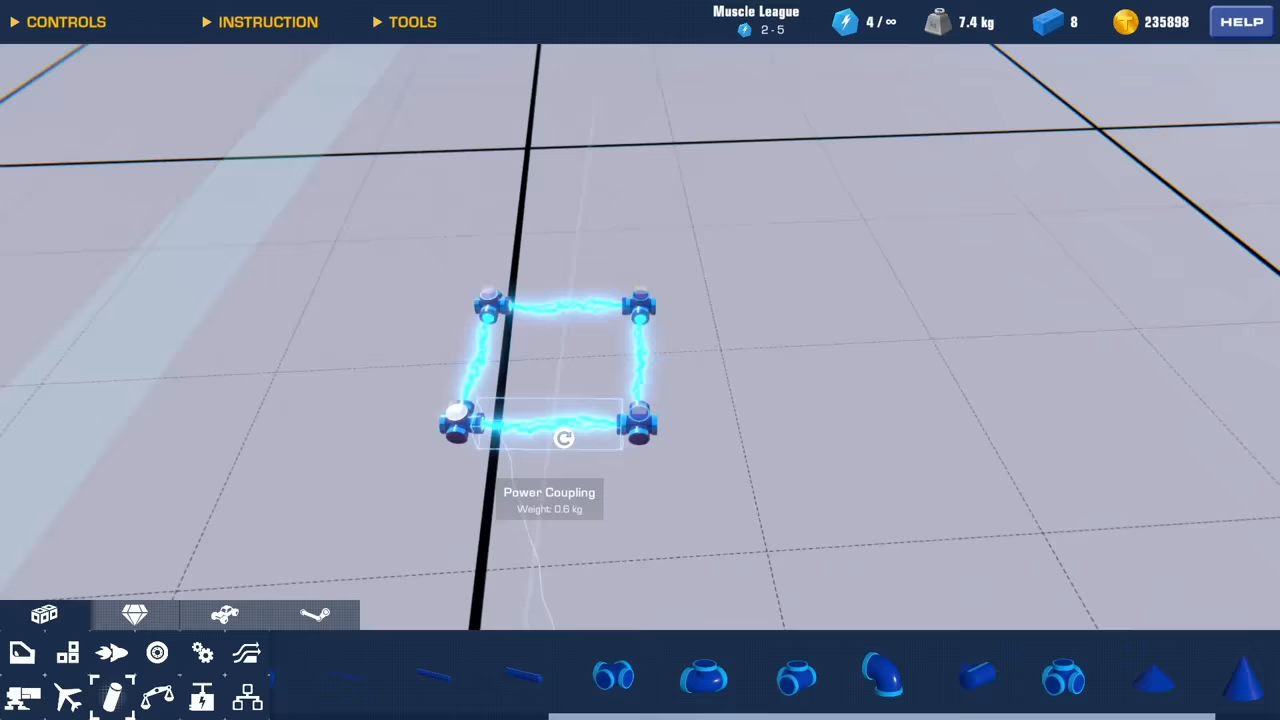 CONTROLS
INSTRUCTION
TOOLS
Muscle League
2 - 5
4 / ∞
7.4 kg
8
235898
HELP
Power Coupling
Weight: 0.6 kg